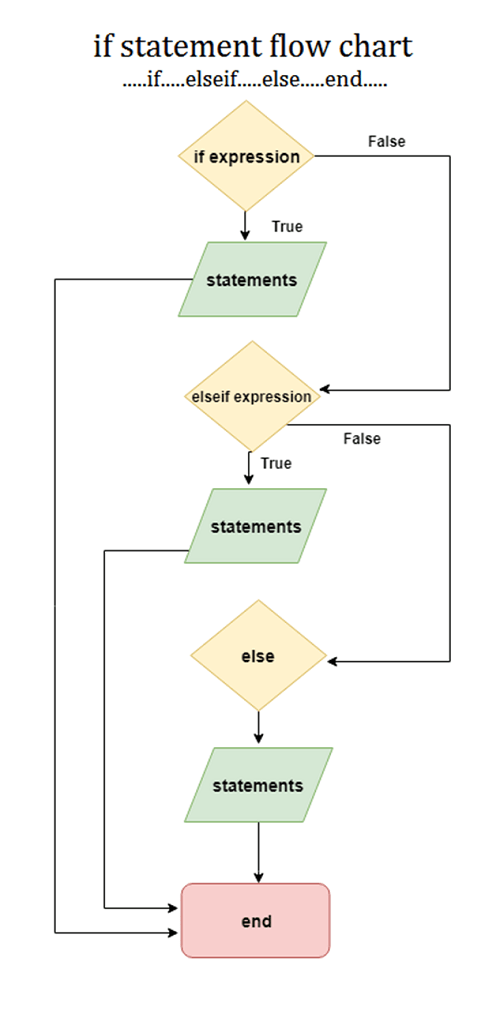 if statement flow chart
.....if.....elseif.....else.....end.....
if expression
False
True
statements
elseif expression
False
True
statements
else
statements
end